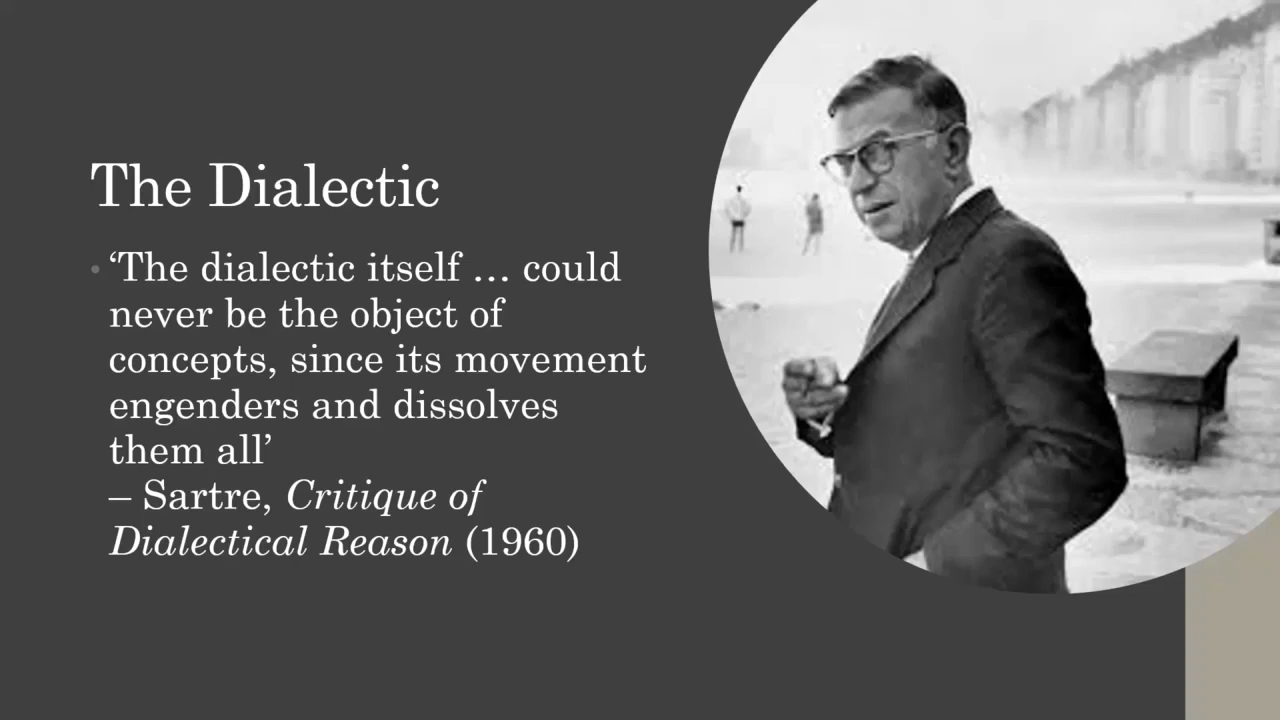 The Dialectic
• ‘The dialectic itself … could
never be the object of
concepts, since its movement
engenders and dissolves
them all’
– Sartre, Critique of
Dialectical Reason (1960)